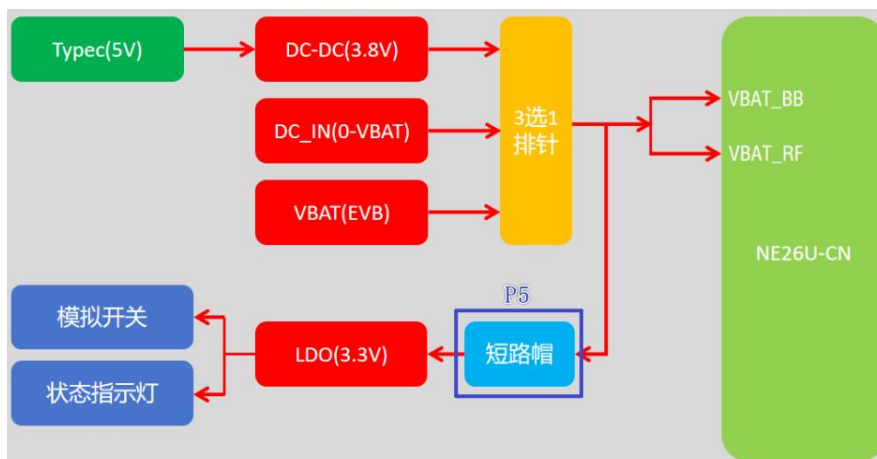 Typec(5V)
DC-DC(3.8V)
DC_IN(0-VBAT)
VBAT(EVB)
3选1
排针
VBAT_BB
VBAT_RF
NE26U-CN
P5
模拟开关
状态指示灯
LDO(3.3V)
短路帽